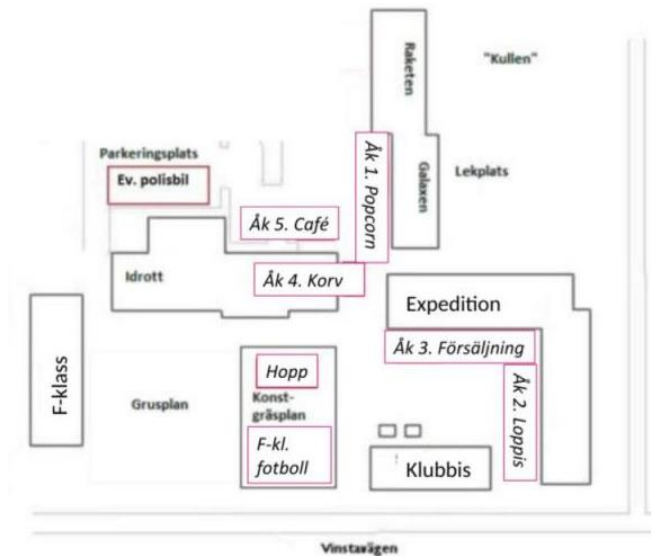 Raketen
"Kullen"
Parkeringsplats
Ev. polisbil
Åk 1. Popcorn
Galaxen
Lekplats
Åk 5. Café
Idrott
Åk 4. Korv
Expedition
F-klass
Åk 3. Försäljning
Hopp
Grusplan
Konst-
gräsplan
Åk 2. Loppis
F-kl.
fotboll
Klubbis
Vinstavägen